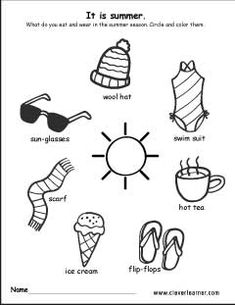 It is summer.
What do you eat and wear in the summer season. Circle and color them
wool hat
sun-glasses
swim suit
scarf
hot tea
ice cream
flip-flops
Name
www.cleverlearner.com